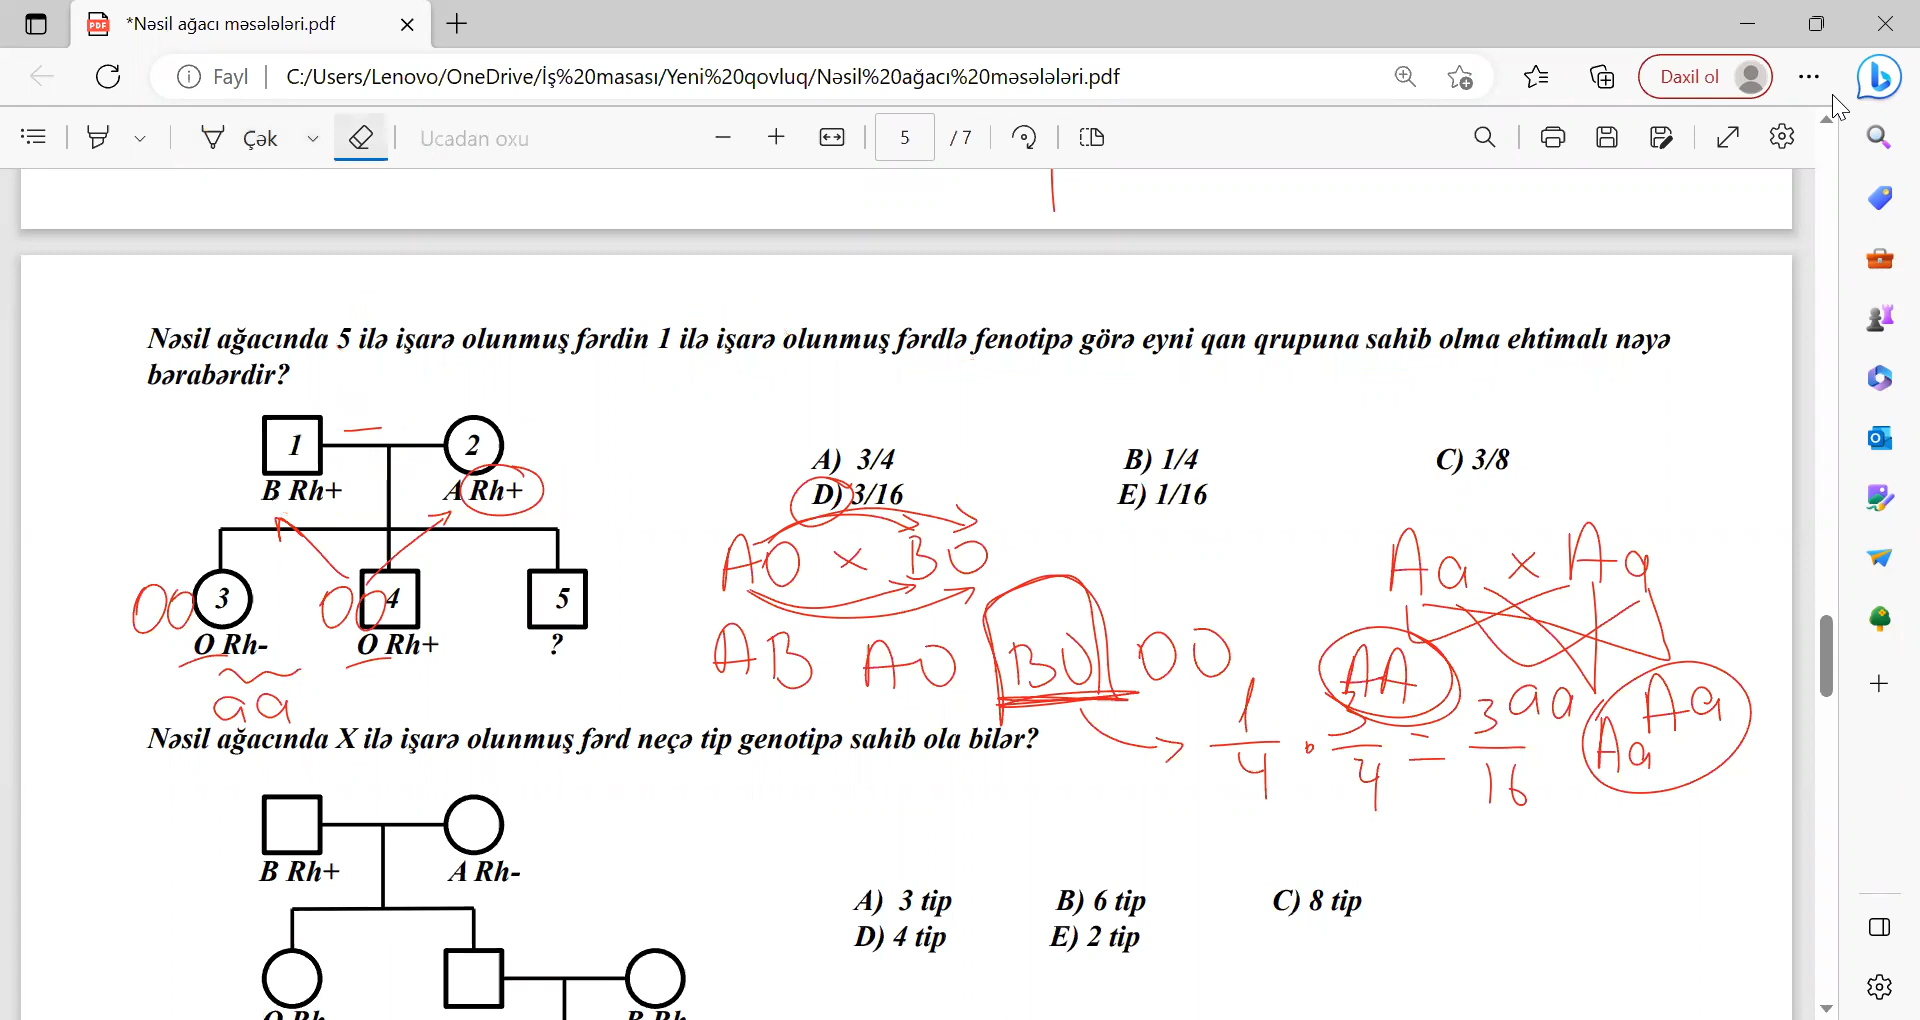 *Nəsil ağacı məsələləri.pdf
Fayl C:/Users/Lenovo/OneDrive/İş%20masası/Yeni%20qovluq/Nəsil%20ağacı%20məsələləri.pdf
Daxil ol
Çək
Ucadan oxu
5 / 7
Nəsil ağacında 5 ilə işarə olunmuş fərdin 1 ilə işarə olunmuş fərdlə fenotipə görə eyni qan qrupuna sahib olma ehtimalı nəyə
bərabərdir?
1 2
B Rh+ A Rh+
A) 3/4 B) 1/4 C) 3/8
D) 3/16 E) 1/16
AO × BO
Aa × Aa
OO 3 OO 4 5
O Rh- O Rh+ ?
AB AO BO OO
AA aa Aa Aa
aa
1/4 · 3/4 = 3/16
Nəsil ağacında X ilə işarə olunmuş fərd neçə tip genotipə sahib ola bilər?
B Rh+ A Rh-
A) 3 tip B) 6 tip C) 8 tip
D) 4 tip E) 2 tip